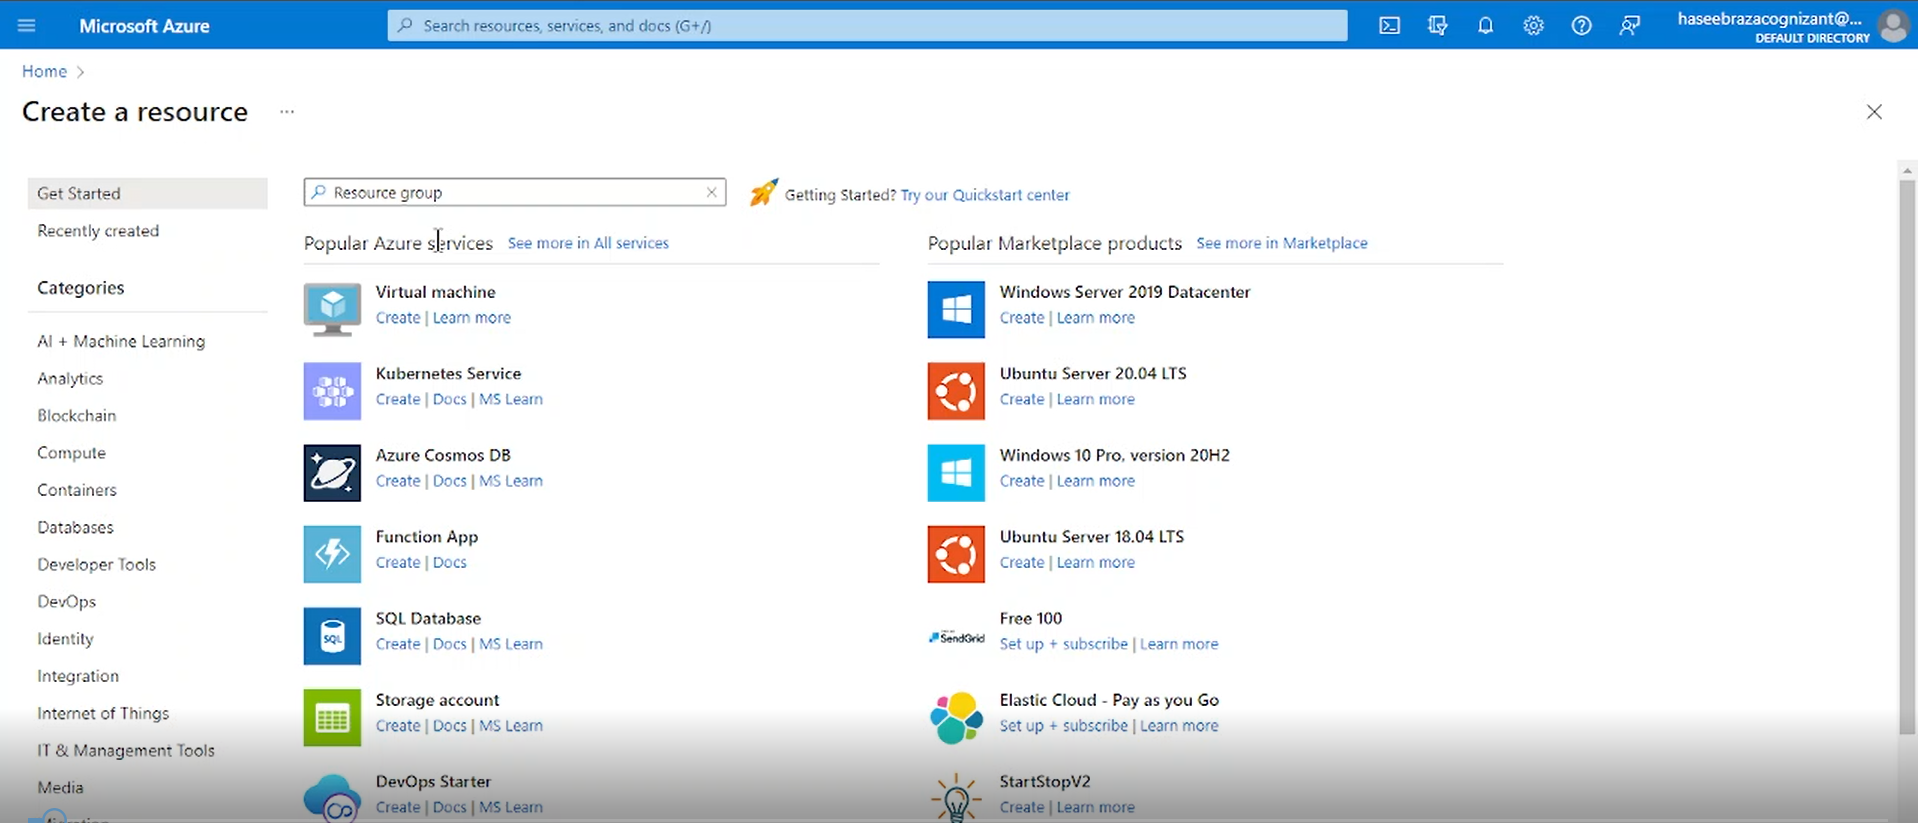 Microsoft Azure
Search resources, services, and docs (G+/)
haseebrazacognizant@...
DEFAULT DIRECTORY
Home
Create a resource
...
Get Started
Recently created
Categories
AI + Machine Learning
Analytics
Blockchain
Compute
Containers
Databases
Developer Tools
DevOps
Identity
Integration
Internet of Things
IT & Management Tools
Media
Resource group
Getting Started? Try our Quickstart center
Popular Azure services See more in All services
Virtual machine
Create | Learn more
Kubernetes Service
Create | Docs | MS Learn
Azure Cosmos DB
Create | Docs | MS Learn
Function App
Create | Docs
SQL
SQL Database
Create | Docs | MS Learn
Storage account
Create | Docs | MS Learn
DevOps Starter
Create | Docs | MS Learn
Popular Marketplace products See more in Marketplace
Windows Server 2019 Datacenter
Create | Learn more
Ubuntu Server 20.04 LTS
Create | Learn more
Windows 10 Pro, version 20H2
Create | Learn more
Ubuntu Server 18.04 LTS
Create | Learn more
SendGrid
Free 100
Set up + subscribe | Learn more
Elastic Cloud - Pay as you Go
Set up + subscribe | Learn more
StartStopV2
Create | Learn more